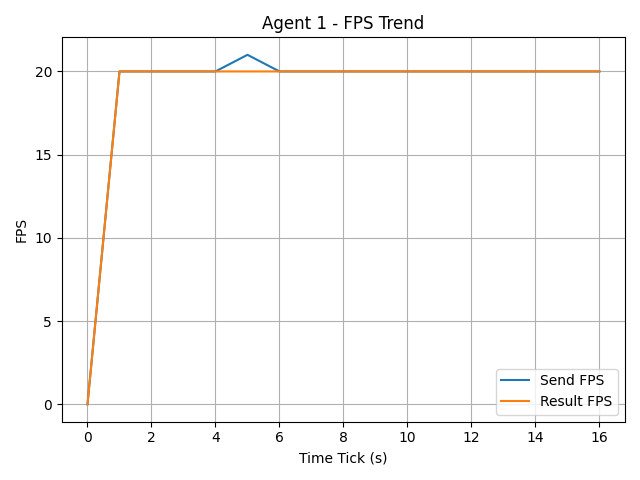 Agent 1 - FPS Trend
FPS
20
15
10
5
0
0 2 4 6 8 10 12 14 16
Time Tick (s)
Send FPS
Result FPS